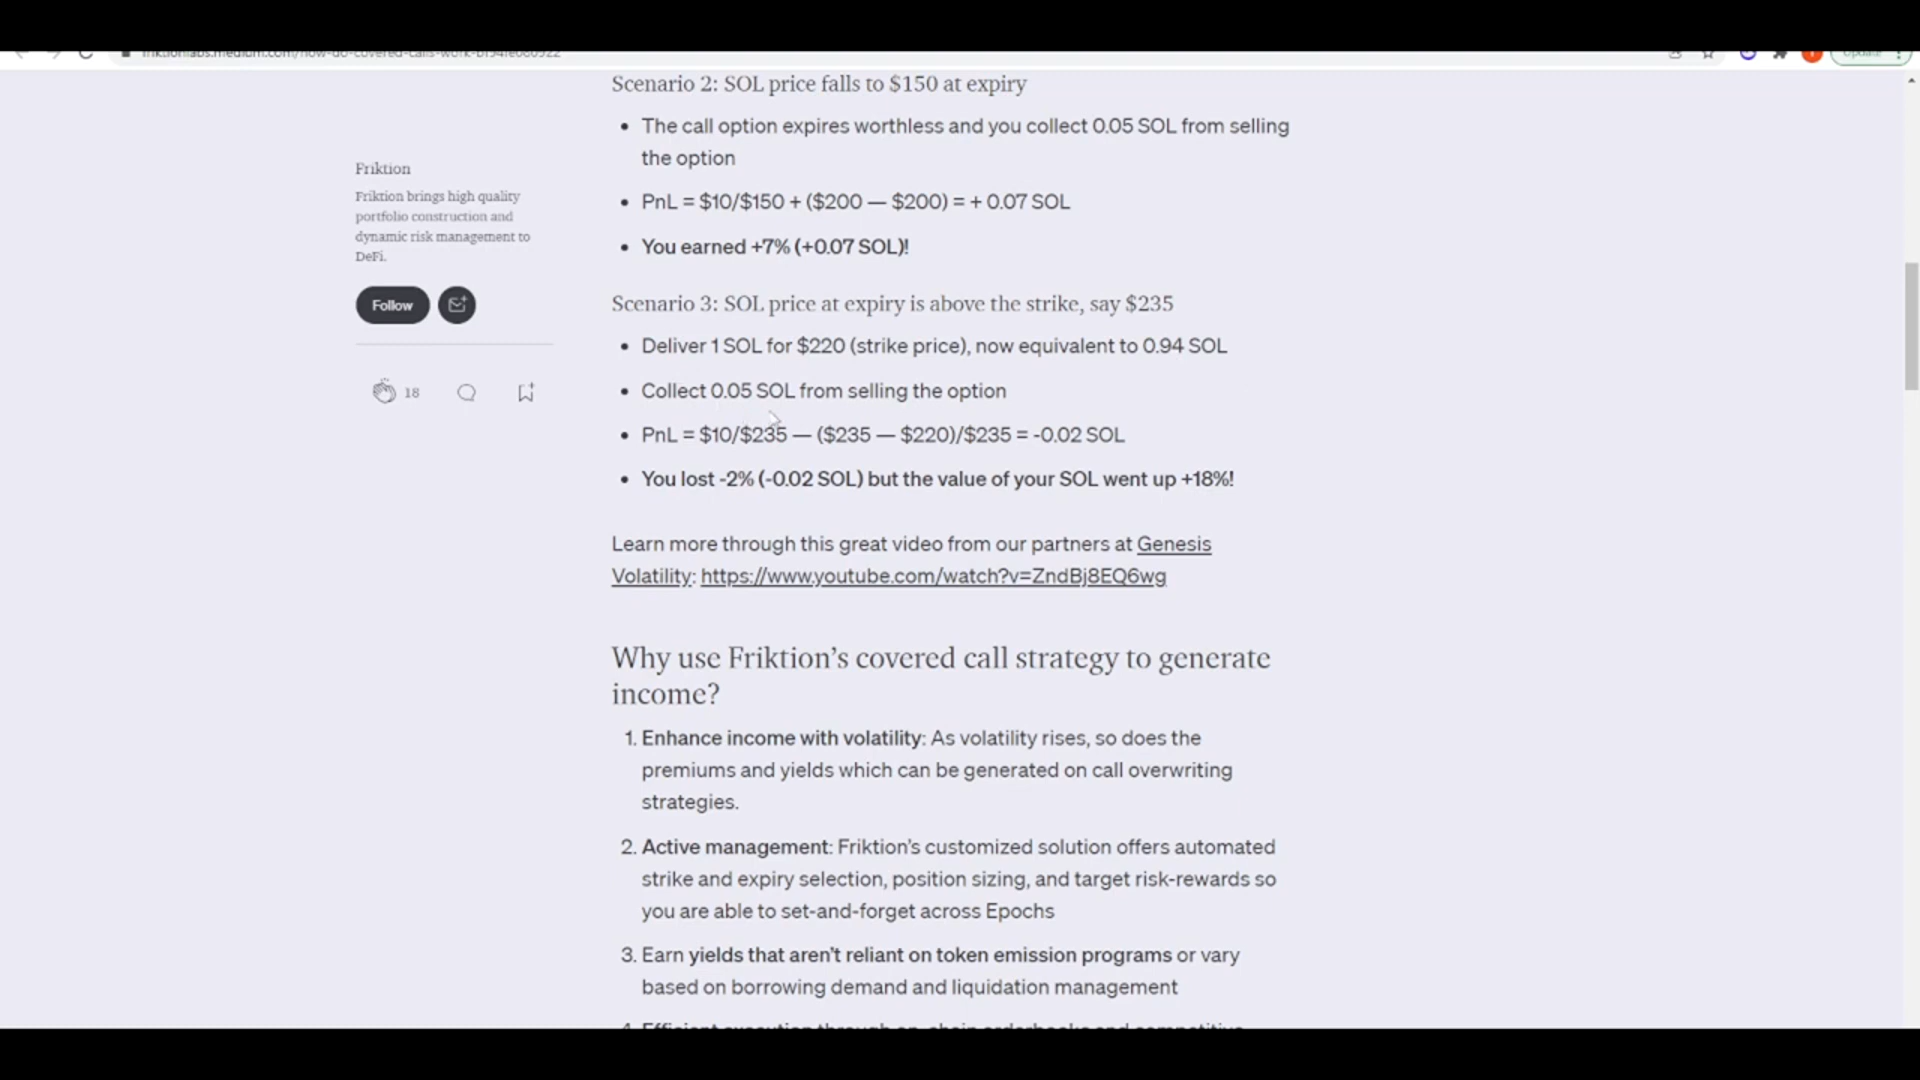 Scenario 2: SOL price falls to $150 at expiry
• The call option expires worthless and you collect 0.05 SOL from selling
the option
• PnL = $10/$150 + ($200 — $200) = + 0.07 SOL
• You earned +7% (+0.07 SOL)!
Friktion
Friktion brings high quality
portfolio construction and
dynamic risk management to
DeFi.
Follow
18
Scenario 3: SOL price at expiry is above the strike, say $235
• Deliver 1 SOL for $220 (strike price), now equivalent to 0.94 SOL
• Collect 0.05 SOL from selling the option
• PnL = $10/$235 — ($235 — $220)/$235 = -0.02 SOL
• You lost -2% (-0.02 SOL) but the value of your SOL went up +18%!
Learn more through this great video from our partners at Genesis
Volatility: https://www.youtube.com/watch?v=ZndBj8EQ6wg
Why use Friktion’s covered call strategy to generate
income?
1. Enhance income with volatility: As volatility rises, so does the
premiums and yields which can be generated on call overwriting
strategies.
2. Active management: Friktion’s customized solution offers automated
strike and expiry selection, position sizing, and target risk-rewards so
you are able to set-and-forget across Epochs
3. Earn yields that aren’t reliant on token emission programs or vary
based on borrowing demand and liquidation management